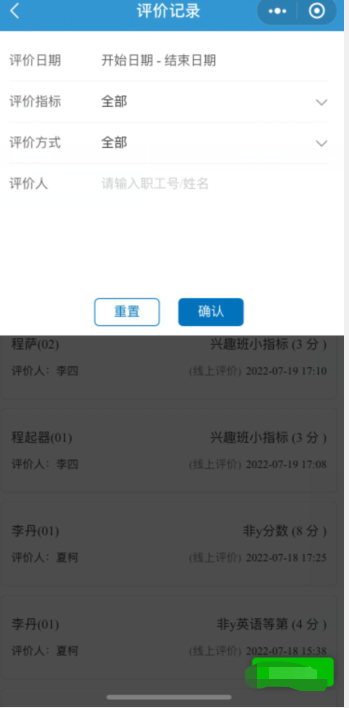 评价记录
评价日期 开始日期 - 结束日期
评价指标 全部
评价方式 全部
评价人 请输入职工号/姓名
重置 确认
程萨(02) 兴趣班小指标 (3 分 )
评价人：李四 (线上评价) 2022-07-19 17:10
程起器(01) 兴趣班小指标 (3 分 )
评价人：李四 (线上评价) 2022-07-19 17:08
李丹(01) 非y分数 (8 分 )
评价人：夏柯 (线上评价) 2022-07-18 17:25
李丹(01) 非y英语等第 (4 分 )
评价人：夏柯 (线上评价) 2022-07-18 15:38